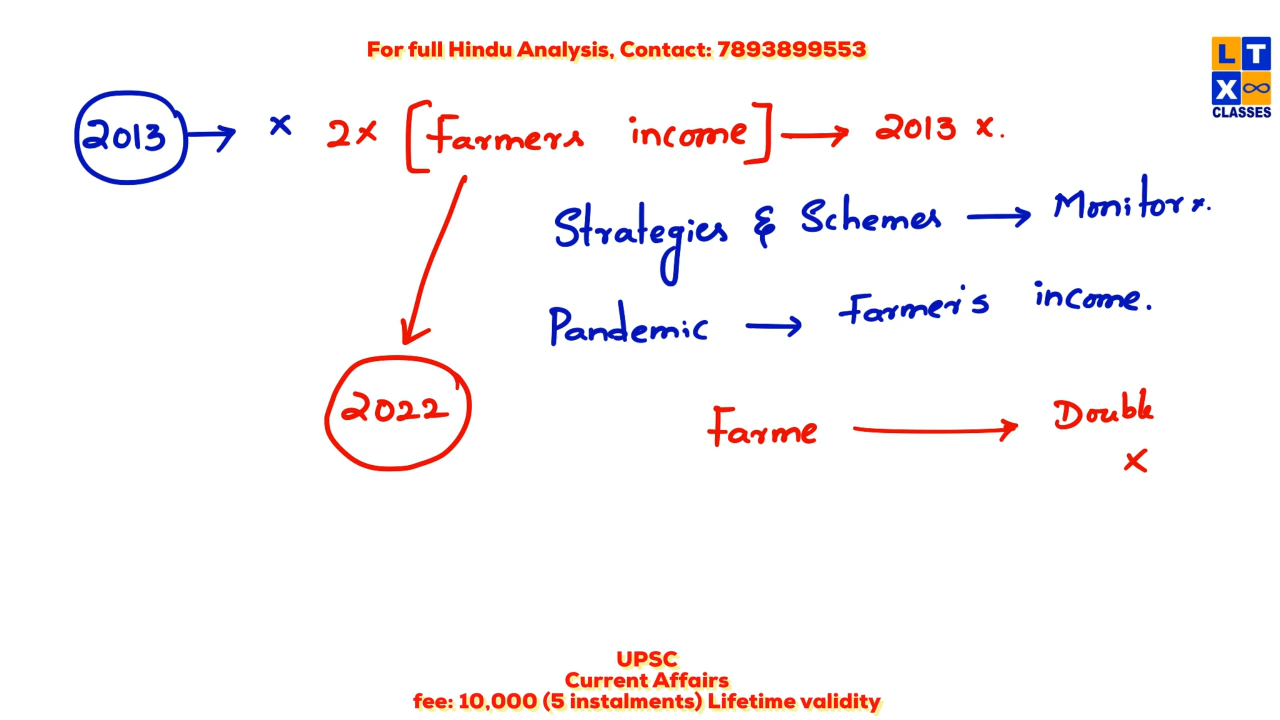 For full Hindu Analysis, Contact: 7893899553
L T
X ∞
CLASSES
2013 → x 2x [Farmers income] → 2013 x.
Strategies & Schemes → Monitor x.
Pandemic → Farmer's income.
2022
Farme → Double
x
UPSC
Current Affairs
fee: 10,000 (5 instalments) Lifetime validity